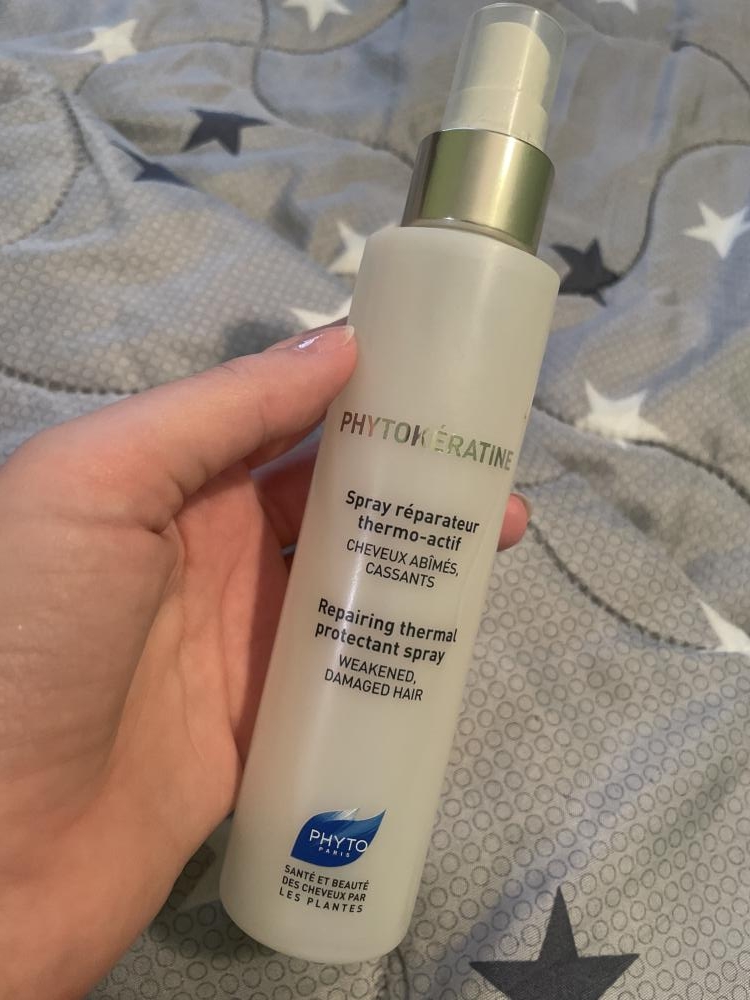 PHYTOKÉRATINE
Spray réparateur
thermo-actif
CHEVEUX ABÎMÉS,
CASSANTS
Repairing thermal
protectant spray
WEAKENED,
DAMAGED HAIR
PHYTO
PARIS
SANTÉ ET BEAUTÉ
DES CHEVEUX PAR
LES PLANTES